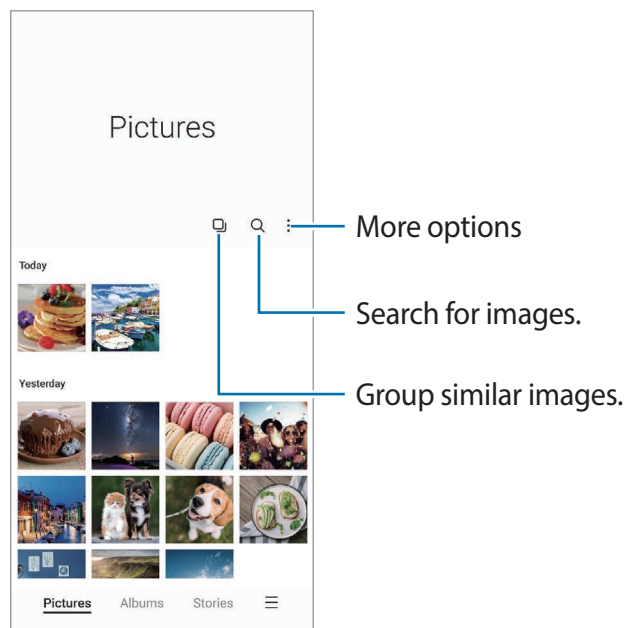 Pictures
More options
Today
Search for images.
Yesterday
Group similar images.
Pictures Albums Stories